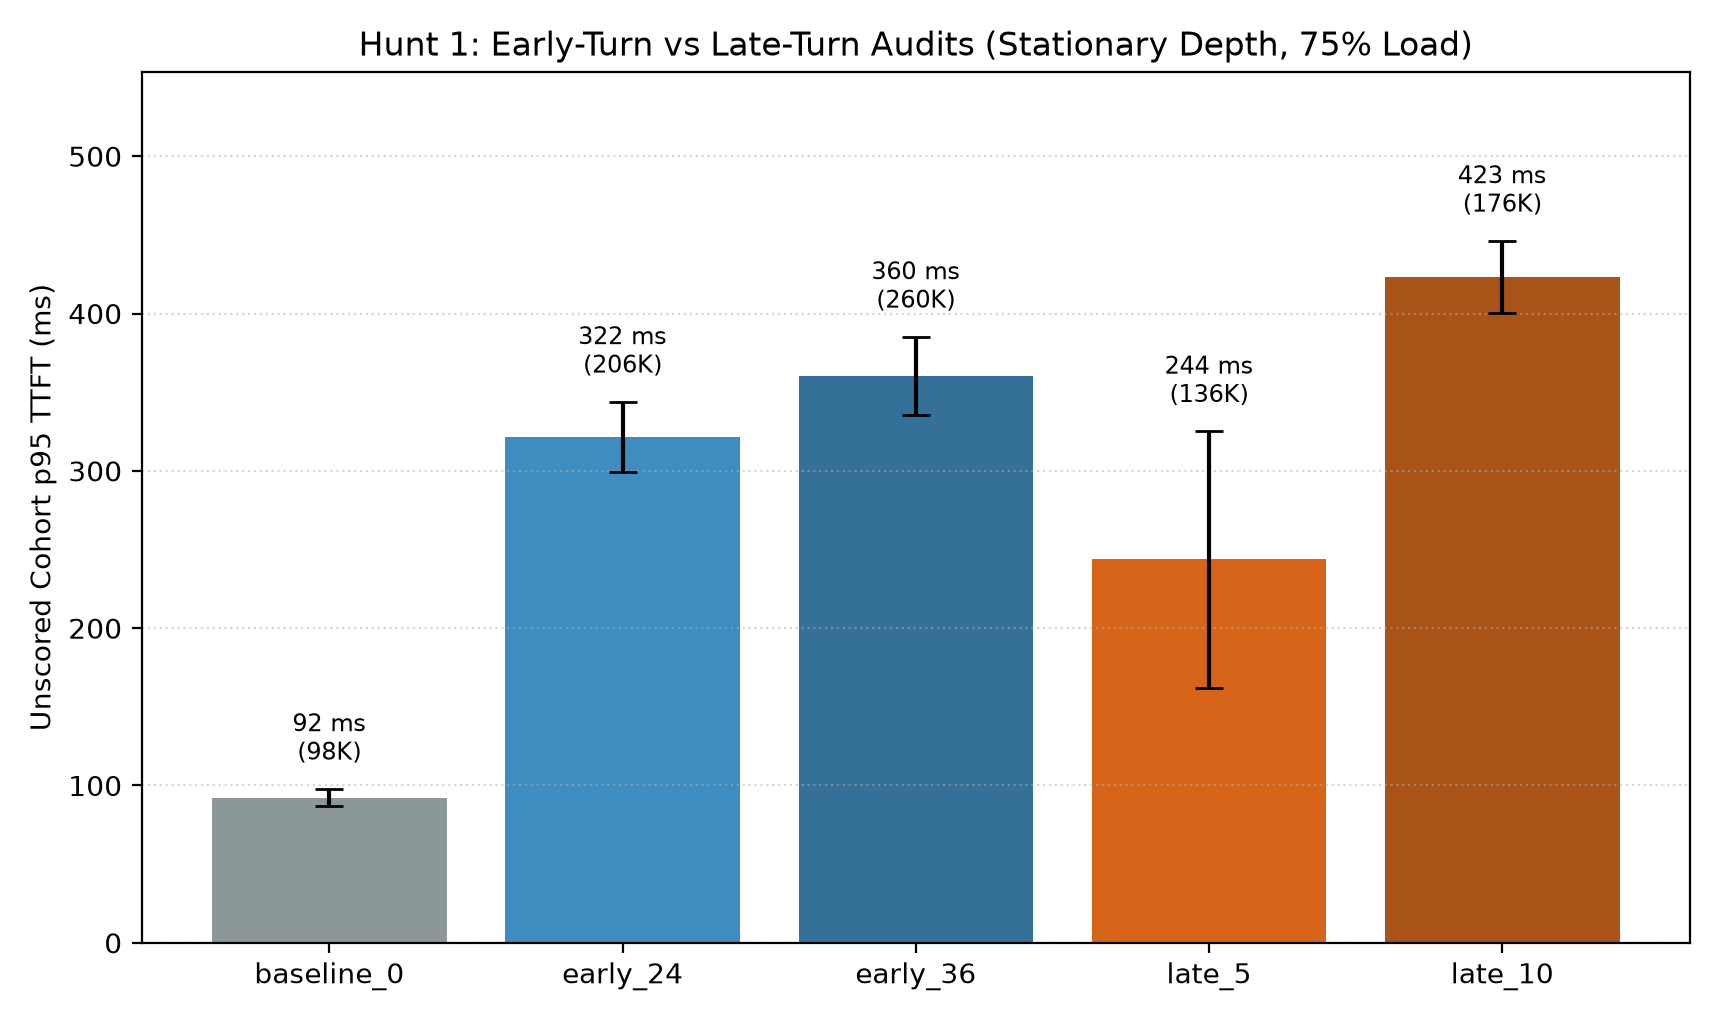 Hunt 1: Early-Turn vs Late-Turn Audits (Stationary Depth, 75% Load)
Unscored Cohort p95 TTFT (ms)
500
400
300
200
100
0
92 ms
(98K)
322 ms
(206K)
360 ms
(260K)
244 ms
(136K)
423 ms
(176K)
baseline_0
early_24
early_36
late_5
late_10